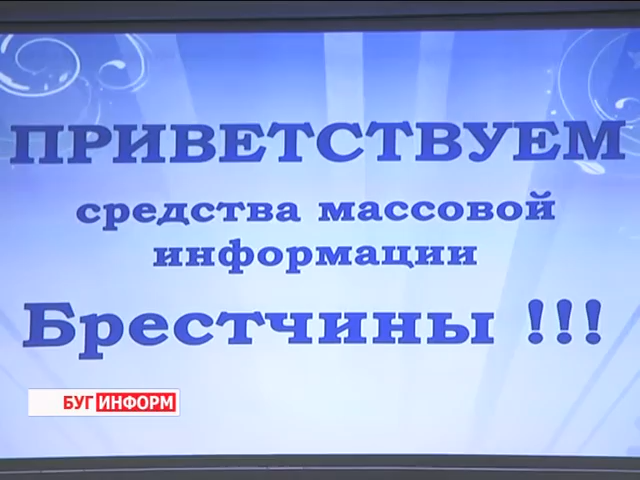 ПРИВЕТСТВУЕМ
средства массовой
информации
Брестчины !!!
БУГИНФОРМ